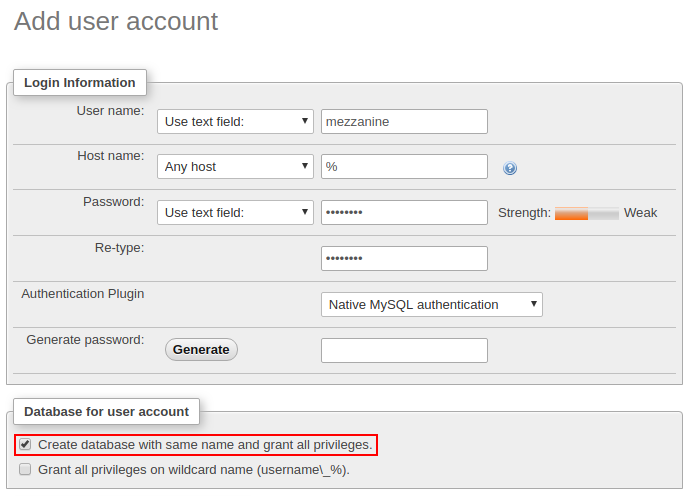 Add user account
Login Information
User name: Use text field: mezzanine
Host name: Any host %
Password: Use text field: •••••••• Strength: Weak
Re-type: ••••••••
Authentication Plugin Native MySQL authentication
Generate password: Generate
Database for user account
Create database with same name and grant all privileges.
Grant all privileges on wildcard name (username\_%).